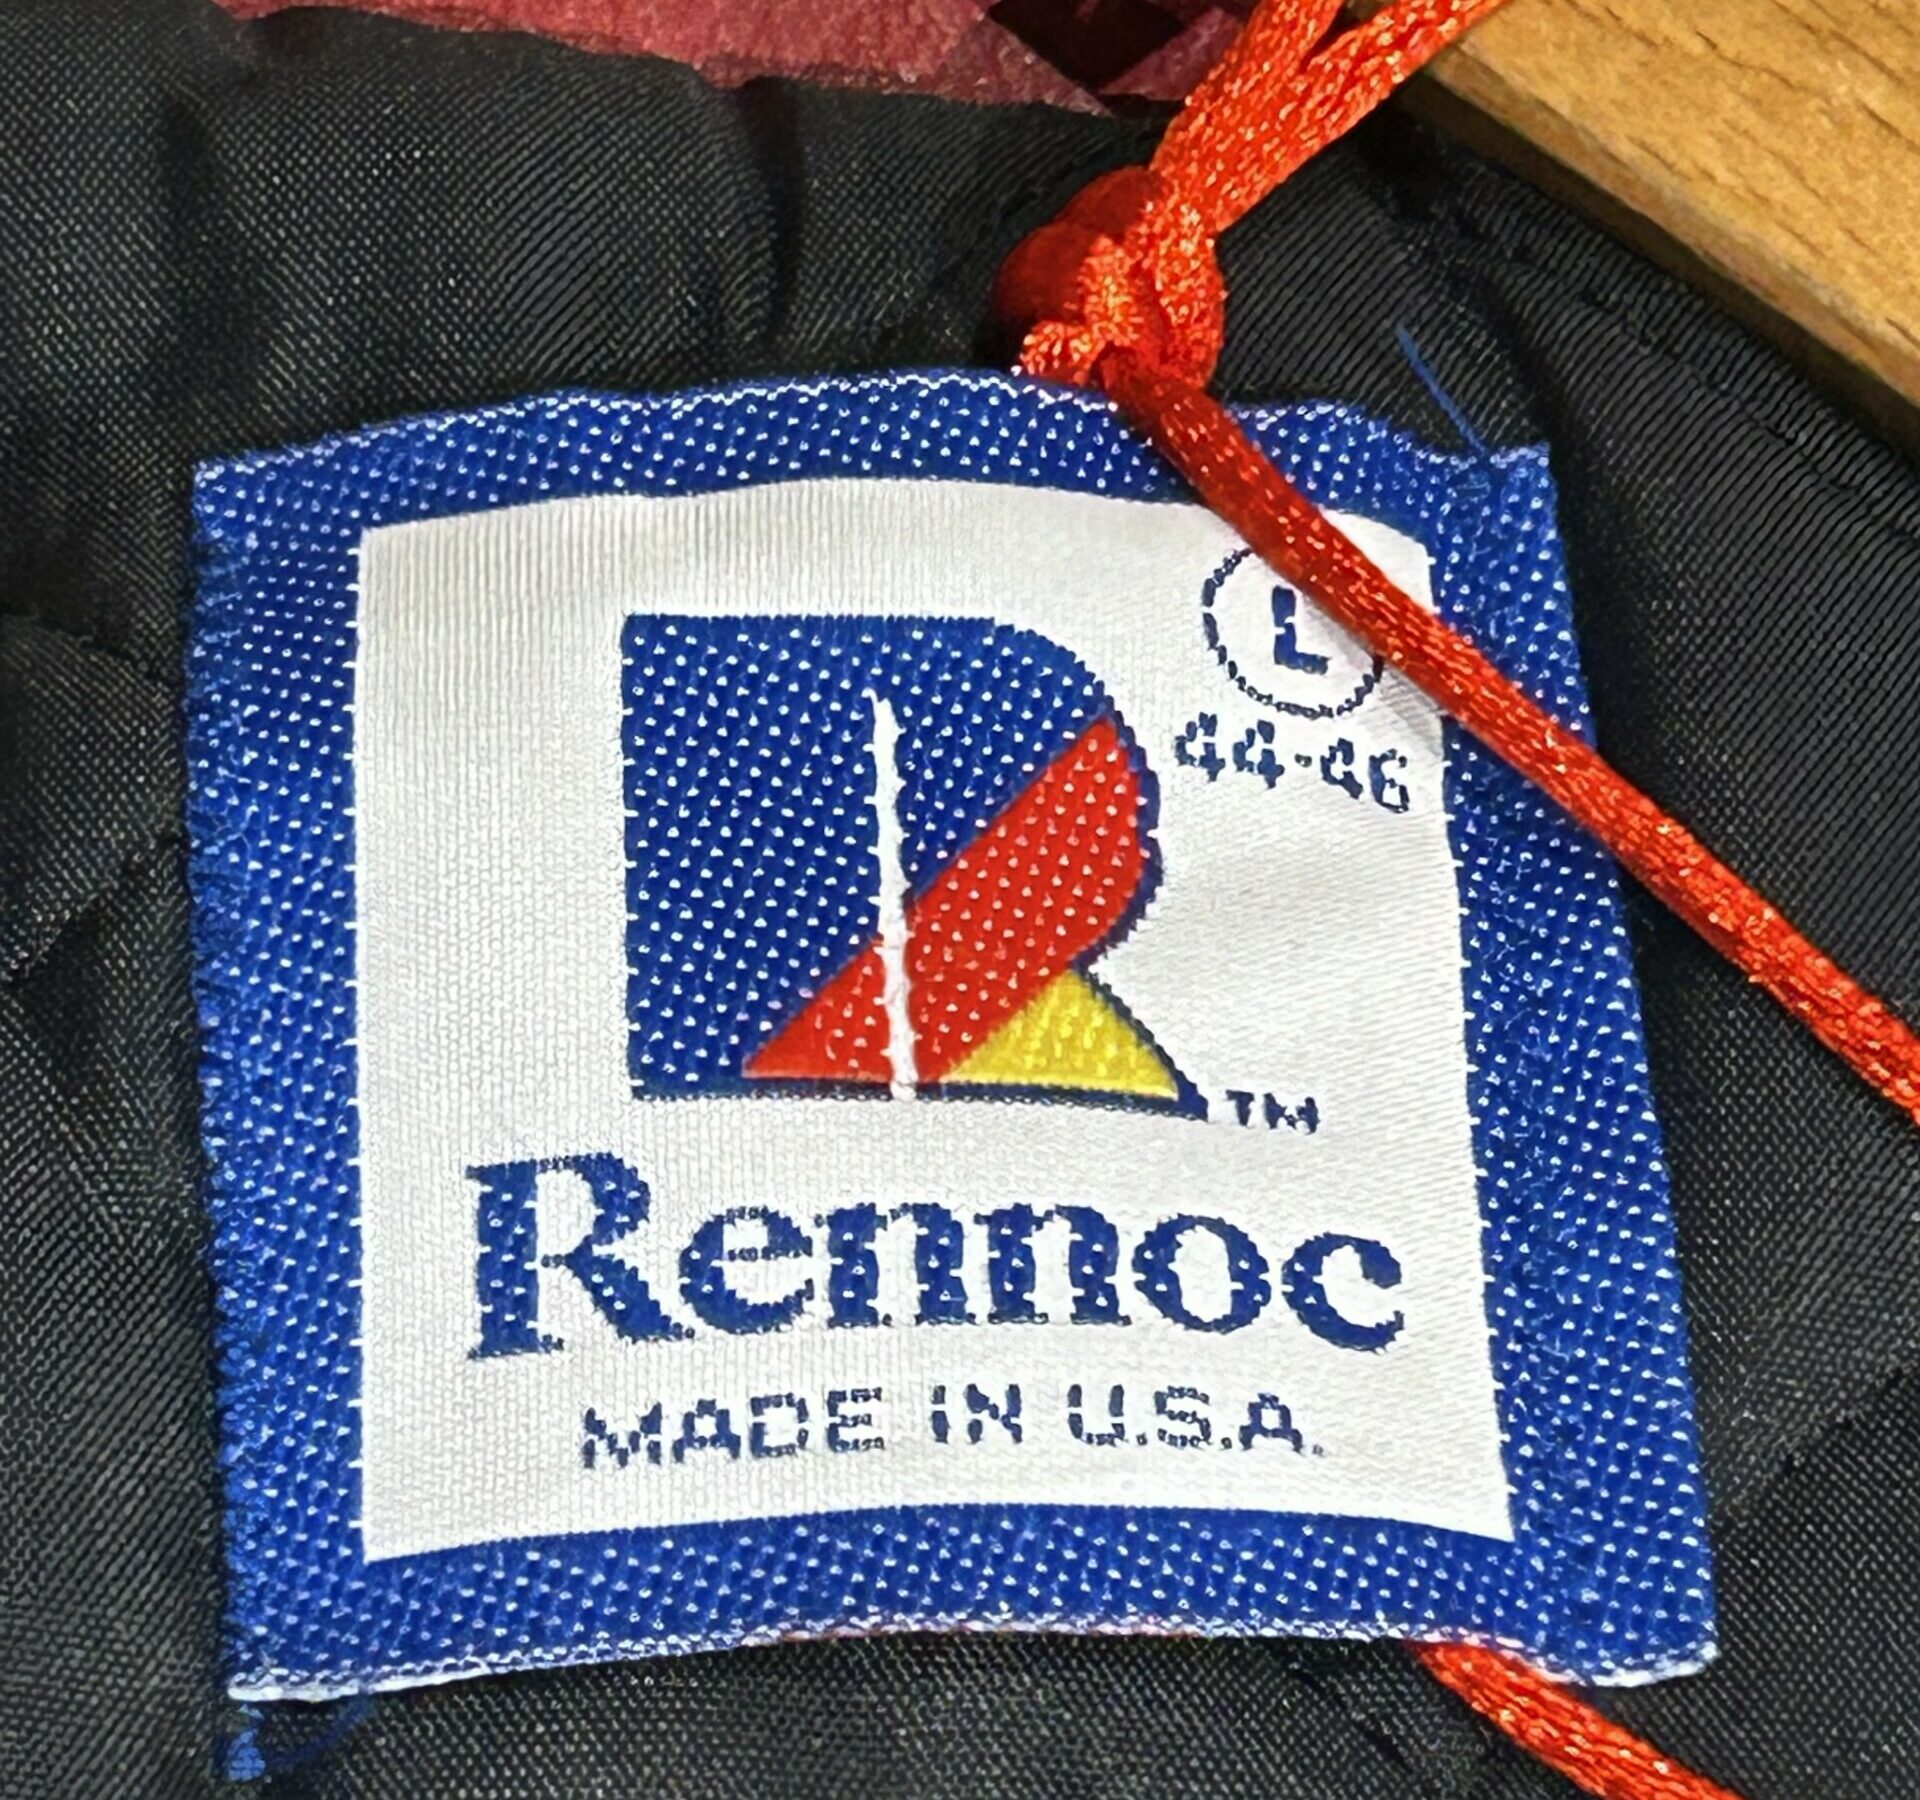 L
44-46
R TM
Rennoc
MADE IN U.S.A.